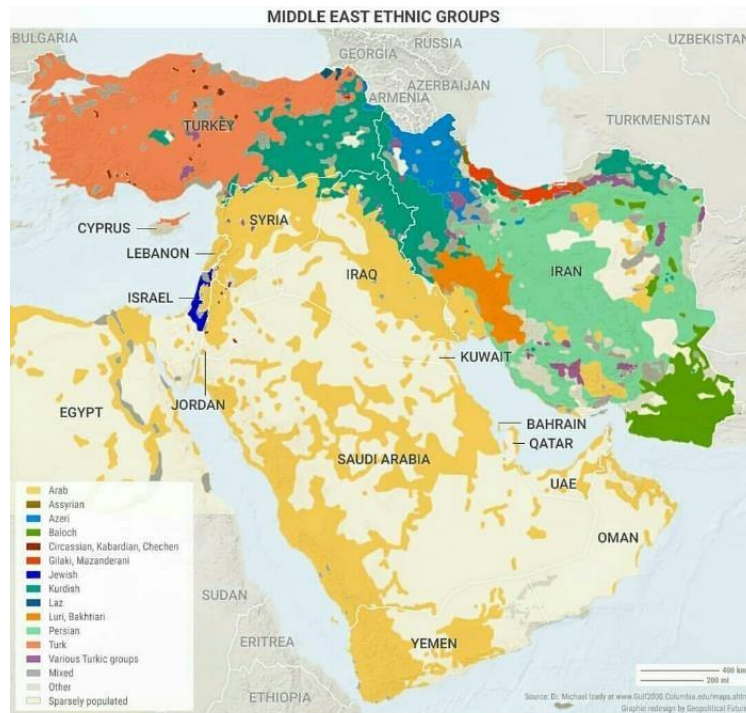 MIDDLE EAST ETHNIC GROUPS
BULGARIA
GEORGIA
RUSSIA
UZBEKISTAN
ARMENIA
AZERBAIJAN
TURKMENISTAN
TURKEY
CYPRUS
SYRIA
LEBANON
IRAQ
IRAN
ISRAEL
KUWAIT
JORDAN
EGYPT
BAHRAIN
QATAR
SAUDI ARABIA
UAE
OMAN
YEMEN
SUDAN
ERITREA
ETHIOPIA
Arab
Assyrian
Azeri
Baloch
Circassian, Kabardian, Chechen
Gilaki, Mazanderani
Jewish
Kurdish
Laz
Luri, Bakhtiari
Persian
Turk
Various Turkic groups
Mixed
Other
Sparsely populated
400 km
200 mi
Source: Dr. Michael Izady at www.Gulf2000.Columbia.edu/maps.shtm
Graphic redesign by Geopolitical Future